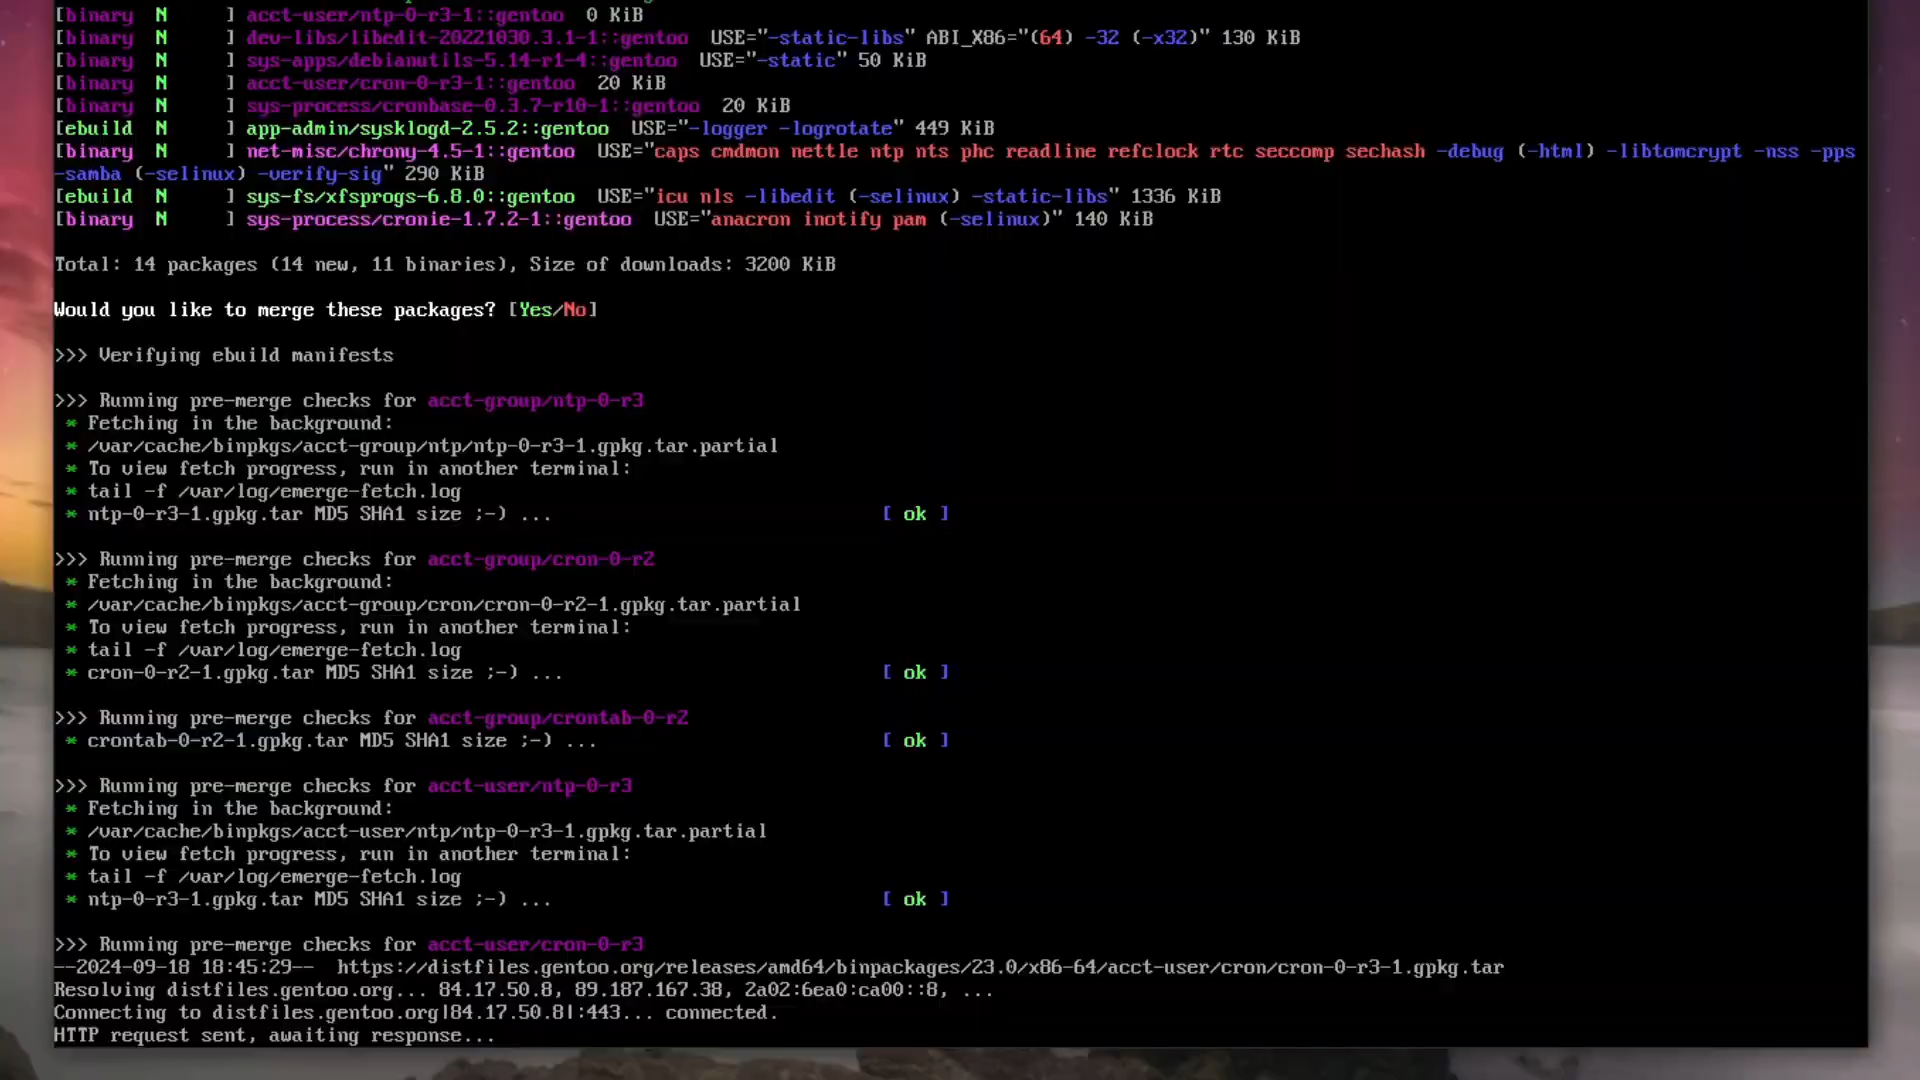 [binary  N     ] acct-user/ntp-0-r3-1::gentoo  0 KiB
[binary  N     ] dev-libs/libedit-20221030.3.1-1::gentoo  USE="-static-libs" ABI_X86="(64) -32 (-x32)" 130 KiB
[binary  N     ] sys-apps/debianutils-5.14-r1-4::gentoo  USE="-static" 50 KiB
[binary  N     ] acct-user/cron-0-r3-1::gentoo  20 KiB
[binary  N     ] sys-process/cronbase-0.3.7-r10-1::gentoo  20 KiB
[ebuild  N     ] app-admin/sysklogd-2.5.2::gentoo  USE="-logger -logrotate" 449 KiB
[binary  N     ] net-misc/chrony-4.5-1::gentoo  USE="caps cmdmon nettle ntp nts phc readline refclock rtc seccomp sechash -debug (-html) -libtomcrypt -nss -pps
-samba (-selinux) -verify-sig" 290 KiB
[ebuild  N     ] sys-fs/xfsprogs-6.8.0::gentoo  USE="icu nls -libedit (-selinux) -static-libs" 1336 KiB
[binary  N     ] sys-process/cronie-1.7.2-1::gentoo  USE="anacron inotify pam (-selinux)" 140 KiB
Total: 14 packages (14 new, 11 binaries), Size of downloads: 3200 KiB
Would you like to merge these packages? [Yes/No]
>>> Verifying ebuild manifests
>>> Running pre-merge checks for acct-group/ntp-0-r3
* Fetching in the background:
* /var/cache/binpkgs/acct-group/ntp/ntp-0-r3-1.gpkg.tar.partial
* To view fetch progress, run in another terminal:
* tail -f /var/log/emerge-fetch.log
* ntp-0-r3-1.gpkg.tar MD5 SHA1 size ;-) ... [ ok ]
>>> Running pre-merge checks for acct-group/cron-0-r2
* Fetching in the background:
* /var/cache/binpkgs/acct-group/cron/cron-0-r2-1.gpkg.tar.partial
* To view fetch progress, run in another terminal:
* tail -f /var/log/emerge-fetch.log
* cron-0-r2-1.gpkg.tar MD5 SHA1 size ;-) ... [ ok ]
>>> Running pre-merge checks for acct-group/crontab-0-r2
* crontab-0-r2-1.gpkg.tar MD5 SHA1 size ;-) ... [ ok ]
>>> Running pre-merge checks for acct-user/ntp-0-r3
* Fetching in the background:
* /var/cache/binpkgs/acct-user/ntp/ntp-0-r3-1.gpkg.tar.partial
* To view fetch progress, run in another terminal:
* tail -f /var/log/emerge-fetch.log
* ntp-0-r3-1.gpkg.tar MD5 SHA1 size ;-) ... [ ok ]
>>> Running pre-merge checks for acct-user/cron-0-r3
--2024-09-18 18:45:29--  https://distfiles.gentoo.org/releases/amd64/binpackages/23.0/x86-64/acct-user/cron/cron-0-r3-1.gpkg.tar
Resolving distfiles.gentoo.org... 84.17.50.8, 89.187.167.38, 2a02:6ea0:ca00::8, ...
Connecting to distfiles.gentoo.org|84.17.50.8|:443... connected.
HTTP request sent, awaiting response...